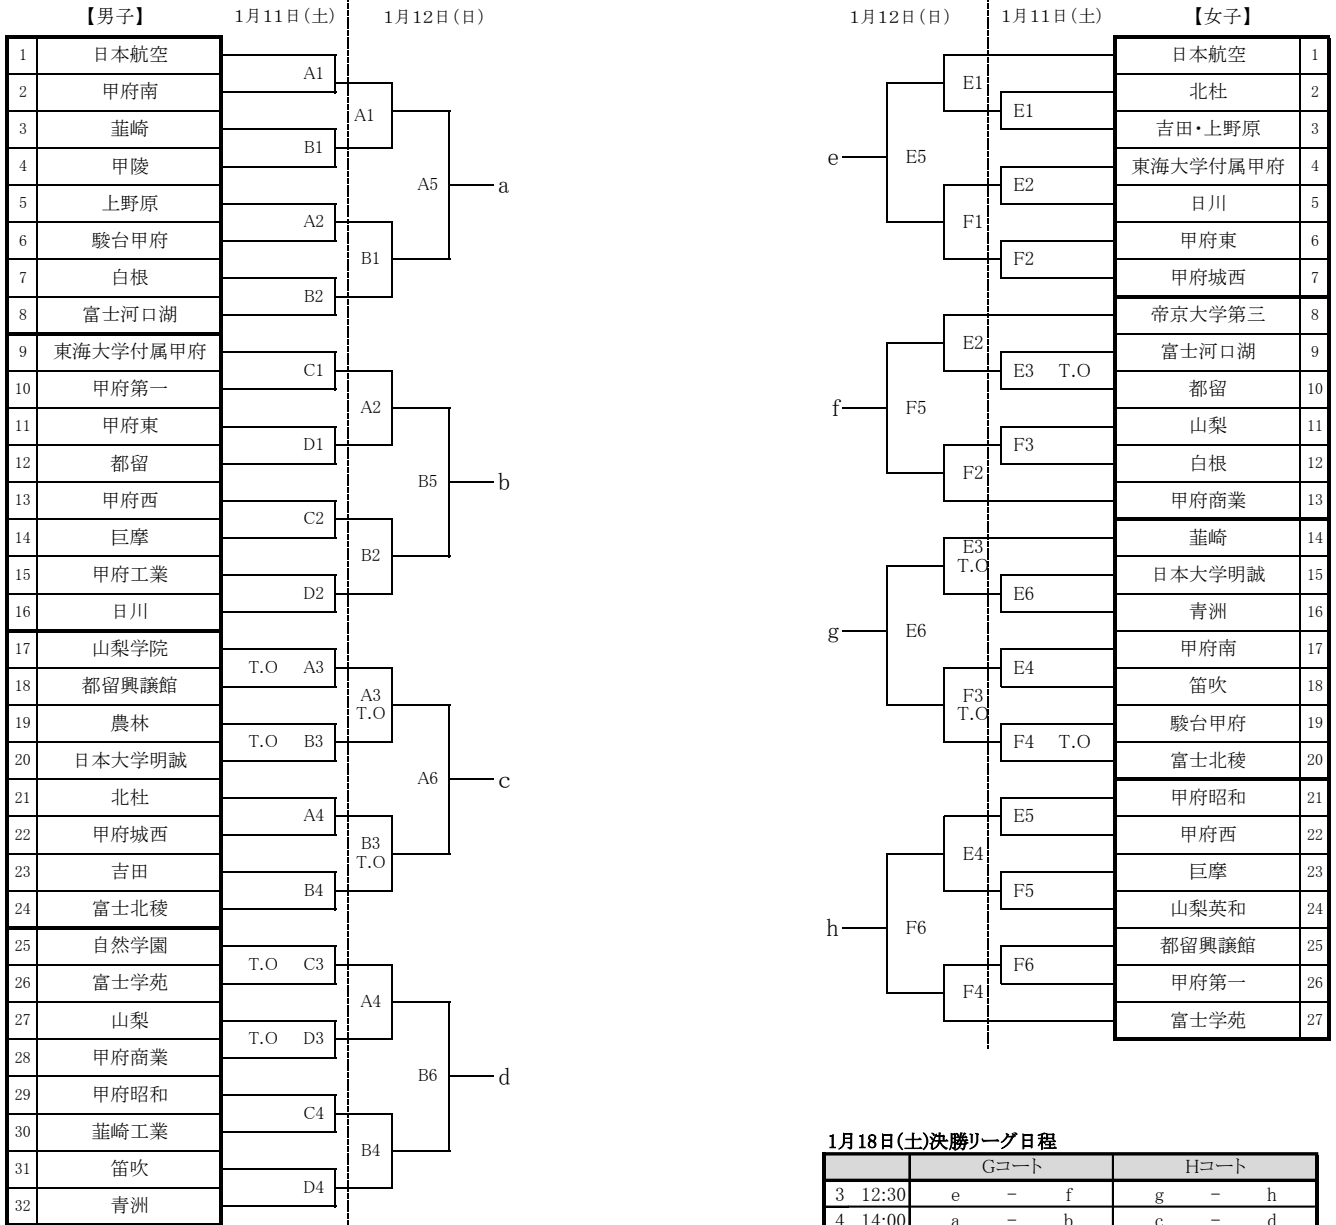 【男子】 1月11日(土) 1月12日(日)
1 日本航空
2 甲府南
3 韮崎
4 甲陵
5 上野原
6 駿台甲府
7 白根
8 富士河口湖
9 東海大学付属甲府
10 甲府第一
11 甲府東
12 都留
13 甲府西
14 巨摩
15 甲府工業
16 日川
17 山梨学院
18 都留興譲館
19 農林
20 日本大学明誠
21 北杜
22 甲府城西
23 吉田
24 富士北稜
25 自然学園
26 富士学苑
27 山梨
28 甲府商業
29 甲府昭和
30 韮崎工業
31 笛吹
32 青洲
A1
B1
A2
B2
C1
D1
C2
D2
T.O A3
T.O B3
A4
B4
T.O C3
T.O D3
C4
D4
A1
B1
A2
B2
A3
T.O
B3
T.O
A4
B4
A5
B5
A6
B6
a
b
c
d
1月12日(日) 1月11日(土) 【女子】
e
f
g
h
E5
F5
E6
F6
E1
F1
E2
F2
E3
T.O
F3
T.O
E4
F4
E1
E2
F2
E3 T.O
F3
E6
E4
F4 T.O
E5
F5
F6
日本航空 1
北杜 2
吉田・上野原 3
東海大学付属甲府 4
日川 5
甲府東 6
甲府城西 7
帝京大学第三 8
富士河口湖 9
都留 10
山梨 11
白根 12
甲府商業 13
韮崎 14
日本大学明誠 15
青洲 16
甲府南 17
笛吹 18
駿台甲府 19
富士北稜 20
甲府昭和 21
甲府西 22
巨摩 23
山梨英和 24
都留興譲館 25
甲府第一 26
富士学苑 27
1月18日(土)決勝リーグ日程
Gコート Hコート
3 12:30 e - f g - h
4 14:00 a - b c - d